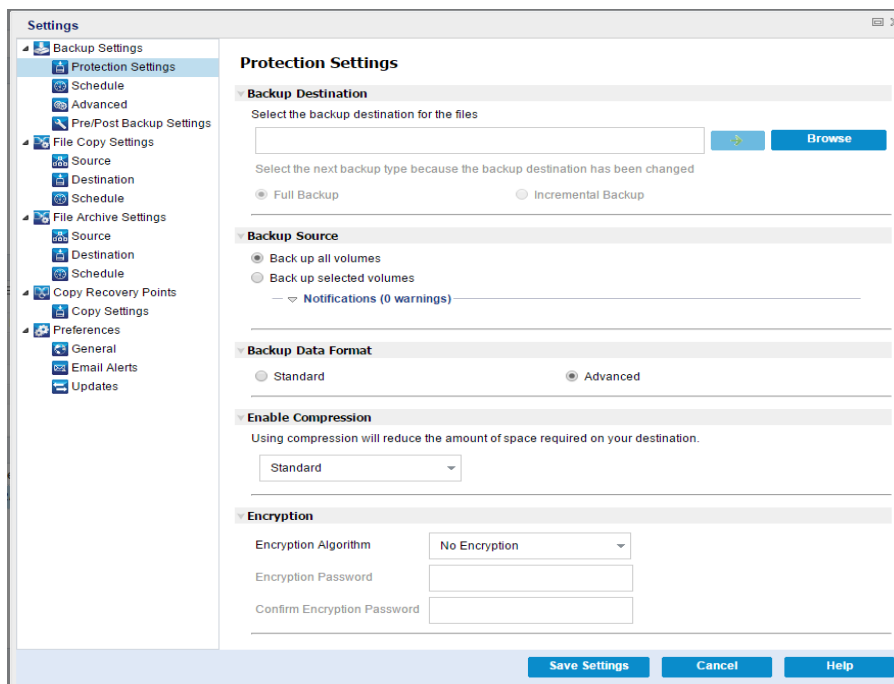 Settings
Backup Settings
Protection Settings
Schedule
Advanced
Pre/Post Backup Settings
File Copy Settings
Source
Destination
Schedule
File Archive Settings
Source
Destination
Schedule
Copy Recovery Points
Copy Settings
Preferences
General
Email Alerts
Updates
Protection Settings
Backup Destination
Select the backup destination for the files
Browse
Select the next backup type because the backup destination has been changed
Full Backup
Incremental Backup
Backup Source
Back up all volumes
Back up selected volumes
Notifications (0 warnings)
Backup Data Format
Standard
Advanced
Enable Compression
Using compression will reduce the amount of space required on your destination.
Standard
Encryption
Encryption Algorithm
No Encryption
Encryption Password
Confirm Encryption Password
Save Settings
Cancel
Help